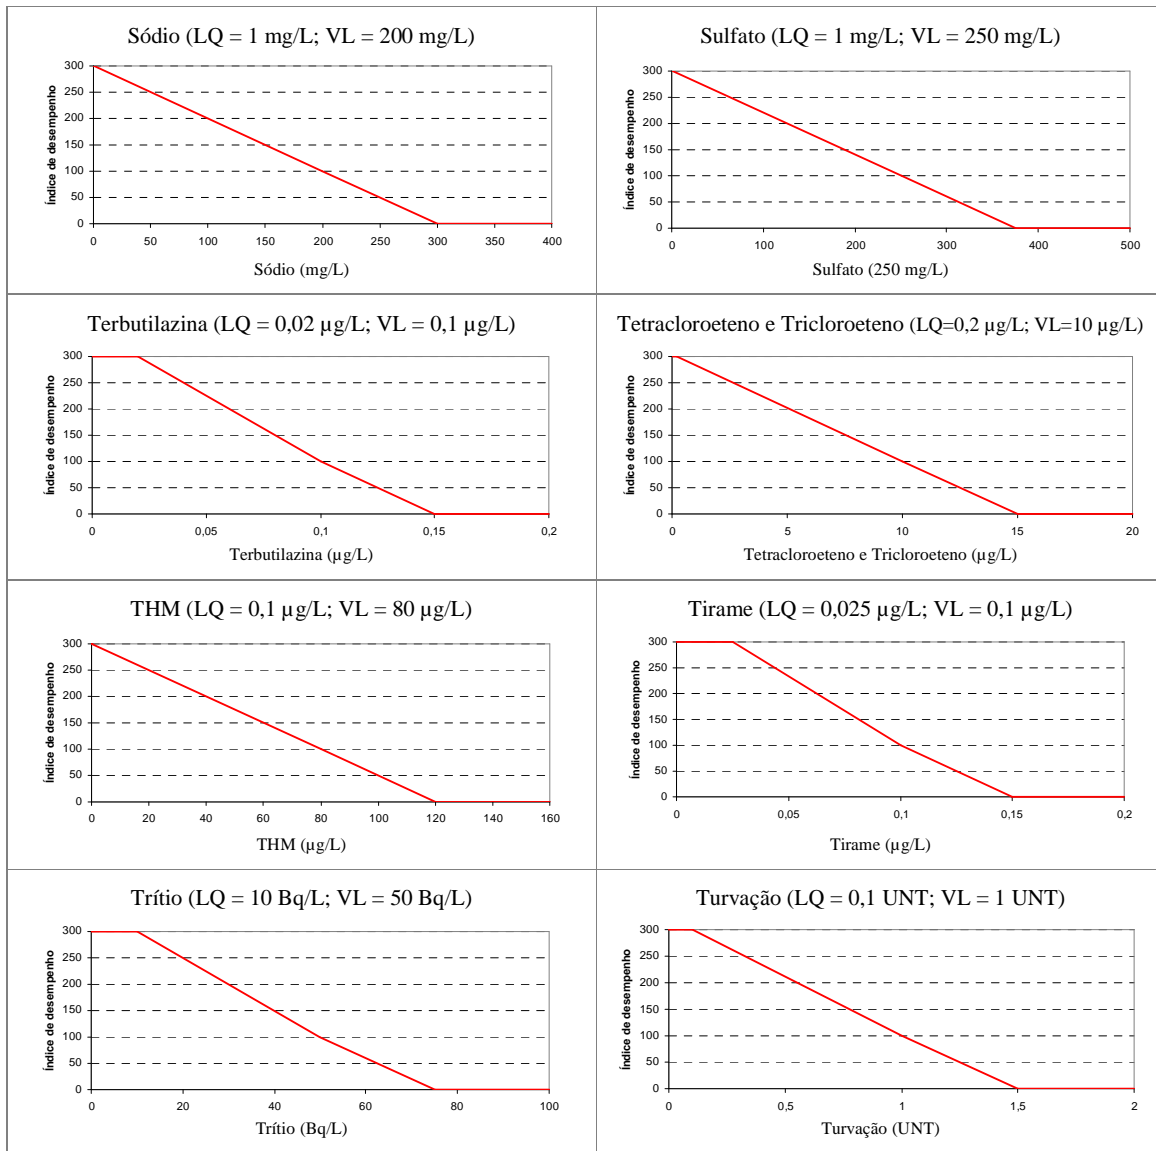 Sódio (LQ = 1 mg/L; VL = 200 mg/L)
Índice de desempenho
300
250
200
150
100
50
0
0 50 100 150 200 250 300 350 400
Sódio (mg/L)
Sulfato (LQ = 1 mg/L; VL = 250 mg/L)
Índice de desempenho
300
250
200
150
100
50
0
0 100 200 300 400 500
Sulfato (250 mg/L)
Terbutilazina (LQ = 0,02 µg/L; VL = 0,1 µg/L)
Índice de desempenho
300
250
200
150
100
50
0
0 0,05 0,1 0,15 0,2
Terbutilazina (µg/L)
Tetracloroeteno e Tricloroeteno (LQ=0,2 µg/L; VL=10 µg/L)
Índice de desempenho
300
250
200
150
100
50
0
0 5 10 15 20
Tetracloroeteno e Tricloroeteno (µg/L)
THM (LQ = 0,1 µg/L; VL = 80 µg/L)
Índice de desempenho
300
250
200
150
100
50
0
0 20 40 60 80 100 120 140 160
THM (µg/L)
Tirame (LQ = 0,025 µg/L; VL = 0,1 µg/L)
Índice de desempenho
300
250
200
150
100
50
0
0 0,05 0,1 0,15 0,2
Tirame (µg/L)
Trítio (LQ = 10 Bq/L; VL = 50 Bq/L)
Índice de desempenho
300
250
200
150
100
50
0
0 20 40 60 80 100
Trítio (Bq/L)
Turvação (LQ = 0,1 UNT; VL = 1 UNT)
Índice de desempenho
300
250
200
150
100
50
0
0 0,5 1 1,5 2
Turvação (UNT)